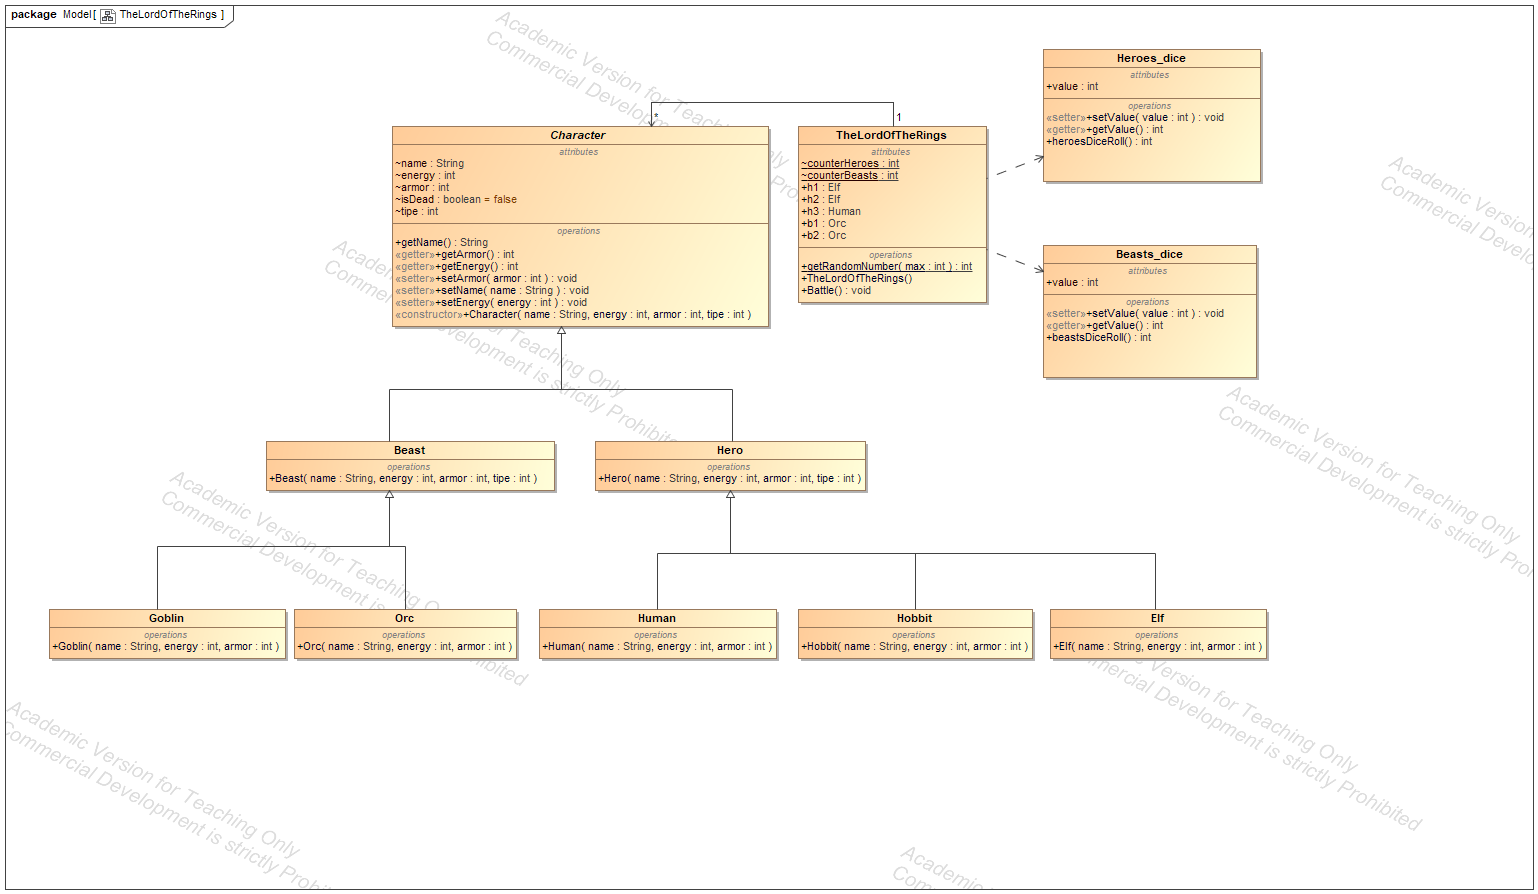 package Model[ TheLordOfTheRings ]
Heroes_dice
attributes
+value : int
operations
«setter»+setValue( value : int ) : void
«getter»+getValue() : int
+heroesDiceRoll() : int
*
1
Character
attributes
~name : String
~energy : int
~armor : int
~isDead : boolean = false
~tipe : int
operations
+getName() : String
«getter»+getArmor() : int
«getter»+getEnergy() : int
«setter»+setArmor( armor : int ) : void
«setter»+setName( name : String ) : void
«setter»+setEnergy( energy : int ) : void
«constructor»+Character( name : String, energy : int, armor : int, tipe : int )
TheLordOfTheRings
attributes
~counterHeroes : int
~counterBeasts : int
+h1 : Elf
+h2 : Elf
+h3 : Human
+b1 : Orc
+b2 : Orc
operations
+getRandomNumber( max : int ) : int
+TheLordOfTheRings()
+Battle() : void
Beasts_dice
attributes
+value : int
operations
«setter»+setValue( value : int ) : void
«getter»+getValue() : int
+beastsDiceRoll() : int
Beast
operations
+Beast( name : String, energy : int, armor : int, tipe : int )
Hero
operations
+Hero( name : String, energy : int, armor : int, tipe : int )
Goblin
operations
+Goblin( name : String, energy : int, armor : int )
Orc
operations
+Orc( name : String, energy : int, armor : int )
Human
operations
+Human( name : String, energy : int, armor : int )
Hobbit
operations
+Hobbit( name : String, energy : int, armor : int )
Elf
operations
+Elf( name : String, energy : int, armor : int )
Academic Version for Teaching Only
Commercial Development is strictly Prohibited